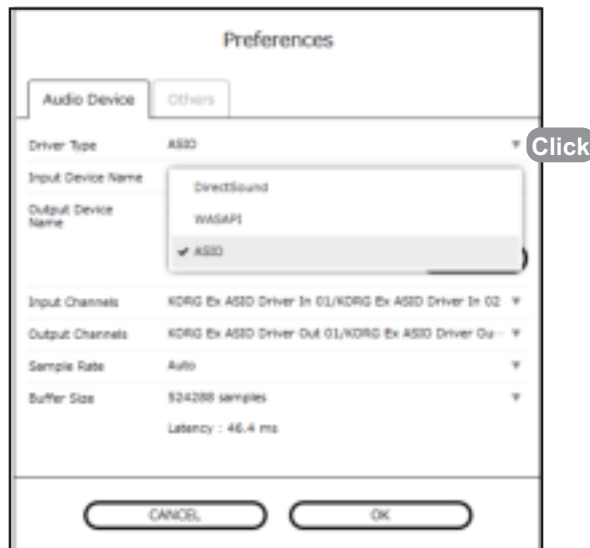 Preferences
Audio Device Others
Driver Type ASIO Click
Input Device Name
DirectSound
Output Device
Name
WASAPI
✔ ASIO
Input Channels KORG Ex ASIO Driver In 01/KORG Ex ASIO Driver In 02
Output Channels KORG Ex ASIO Driver Out 01/KORG Ex ASIO Driver Ou...
Sample Rate Auto
Buffer Size 524288 samples
Latency : 46.4 ms
CANCEL OK